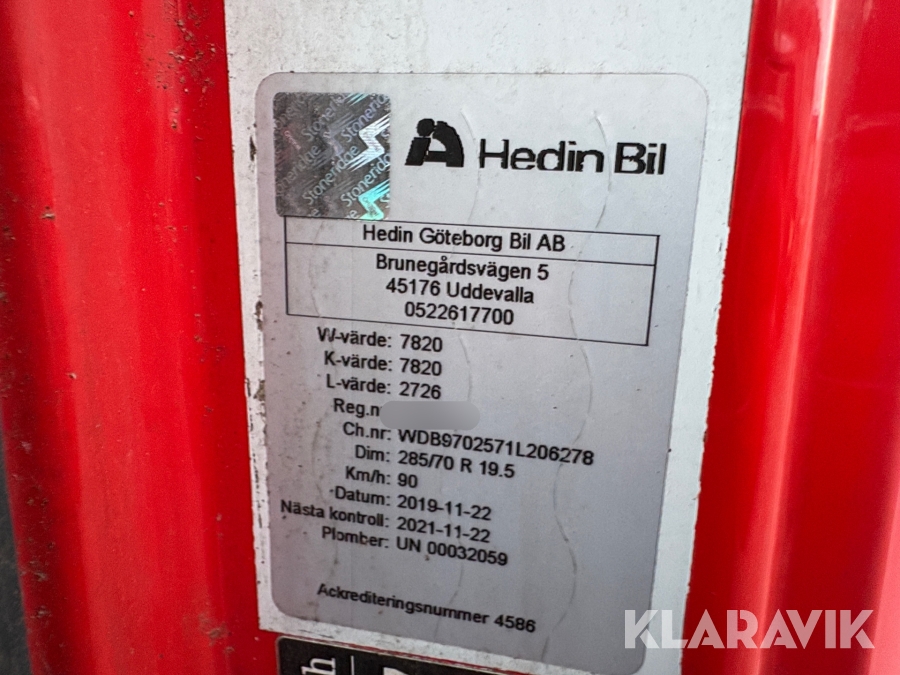 Stoneridge
Hedin Bil
Hedin Göteborg Bil AB
Brunegårdsvägen 5
45176 Uddevalla
0522617700
W-värde: 7820
K-värde: 7820
L-värde: 2726
Reg.n
Ch.nr: WDB9702571L206278
Dim: 285/70 R 19.5
Km/h: 90
Datum: 2019-11-22
Nästa kontroll: 2021-11-22
Plomber: UN 00032059
Ackrediteringsnummer 4586
KLARAVIK